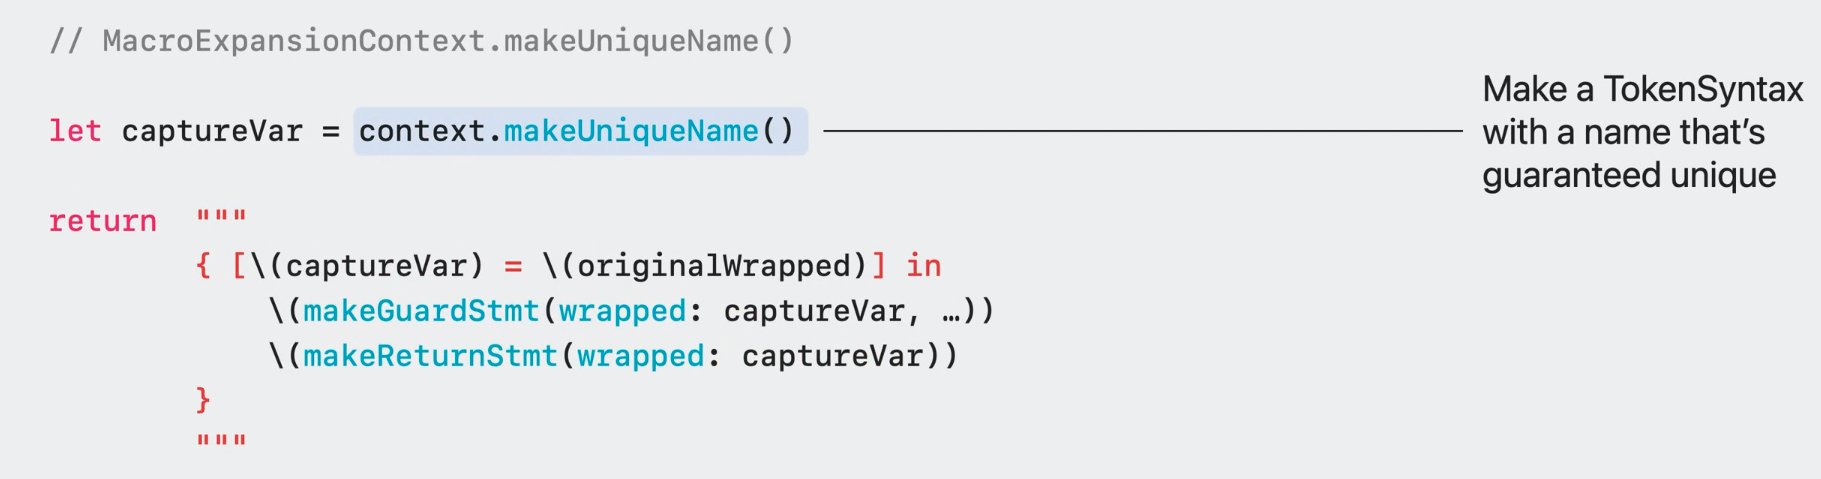 // MacroExpansionContext.makeUniqueName()
let captureVar = context.makeUniqueName()
Make a TokenSyntax
with a name that's
guaranteed unique
return """
{ [\(captureVar) = \(originalWrapped)] in
\(makeGuardStmt(wrapped: captureVar, …))
\(makeReturnStmt(wrapped: captureVar))
}
"""